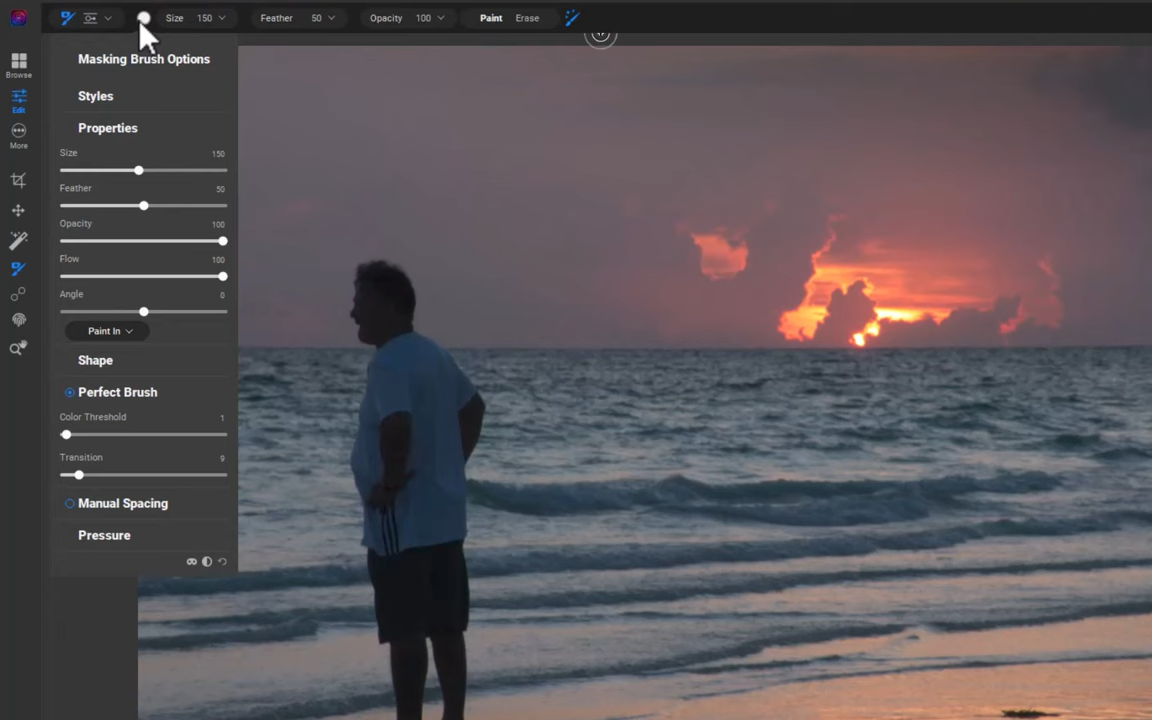 Size 150 Feather 50 Opacity 100 Paint Erase
Browse
Edit
More
Masking Brush Options
Styles
Properties
Size 150
Feather 50
Opacity 100
Flow 100
Angle 0
Paint In
Shape
Perfect Brush
Color Threshold 1
Transition 9
Manual Spacing
Pressure